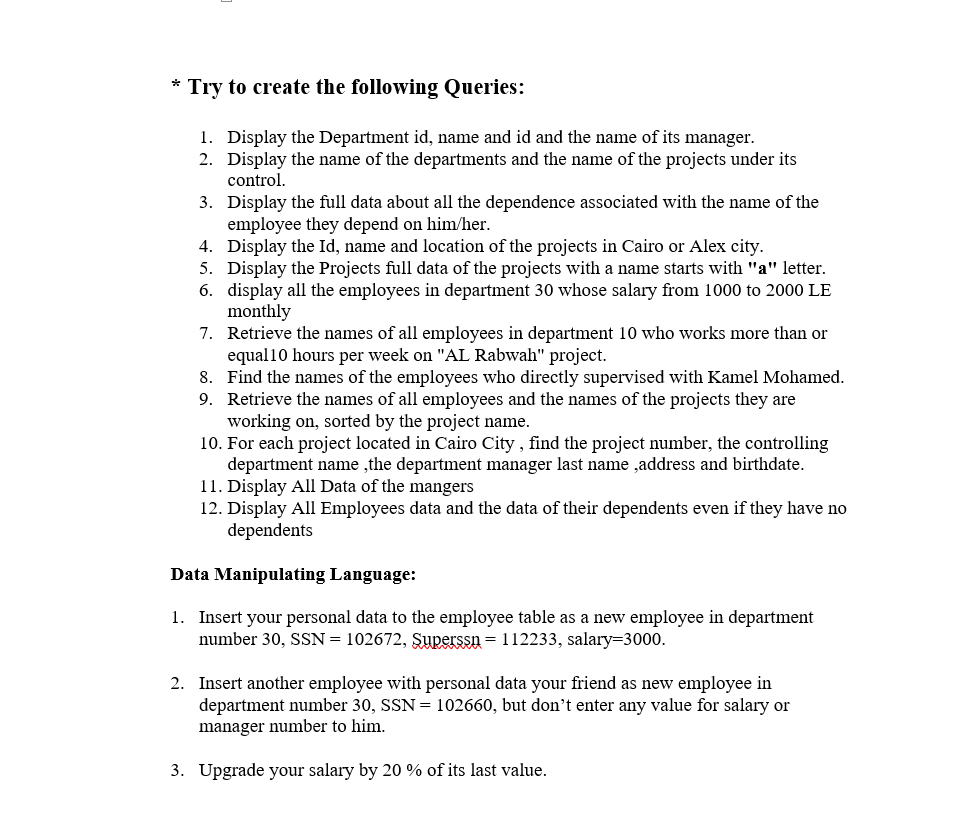 * Try to create the following Queries:
1. Display the Department id, name and id and the name of its manager.
2. Display the name of the departments and the name of the projects under its
control.
3. Display the full data about all the dependence associated with the name of the
employee they depend on him/her.
4. Display the Id, name and location of the projects in Cairo or Alex city.
5. Display the Projects full data of the projects with a name starts with "a" letter.
6. display all the employees in department 30 whose salary from 1000 to 2000 LE
monthly
7. Retrieve the names of all employees in department 10 who works more than or
equal10 hours per week on "AL Rabwah" project.
8. Find the names of the employees who directly supervised with Kamel Mohamed.
9. Retrieve the names of all employees and the names of the projects they are
working on, sorted by the project name.
10. For each project located in Cairo City , find the project number, the controlling
department name ,the department manager last name ,address and birthdate.
11. Display All Data of the mangers
12. Display All Employees data and the data of their dependents even if they have no
dependents
Data Manipulating Language:
1. Insert your personal data to the employee table as a new employee in department
number 30, SSN = 102672, Superssn = 112233, salary=3000.
2. Insert another employee with personal data your friend as new employee in
department number 30, SSN = 102660, but don’t enter any value for salary or
manager number to him.
3. Upgrade your salary by 20 % of its last value.